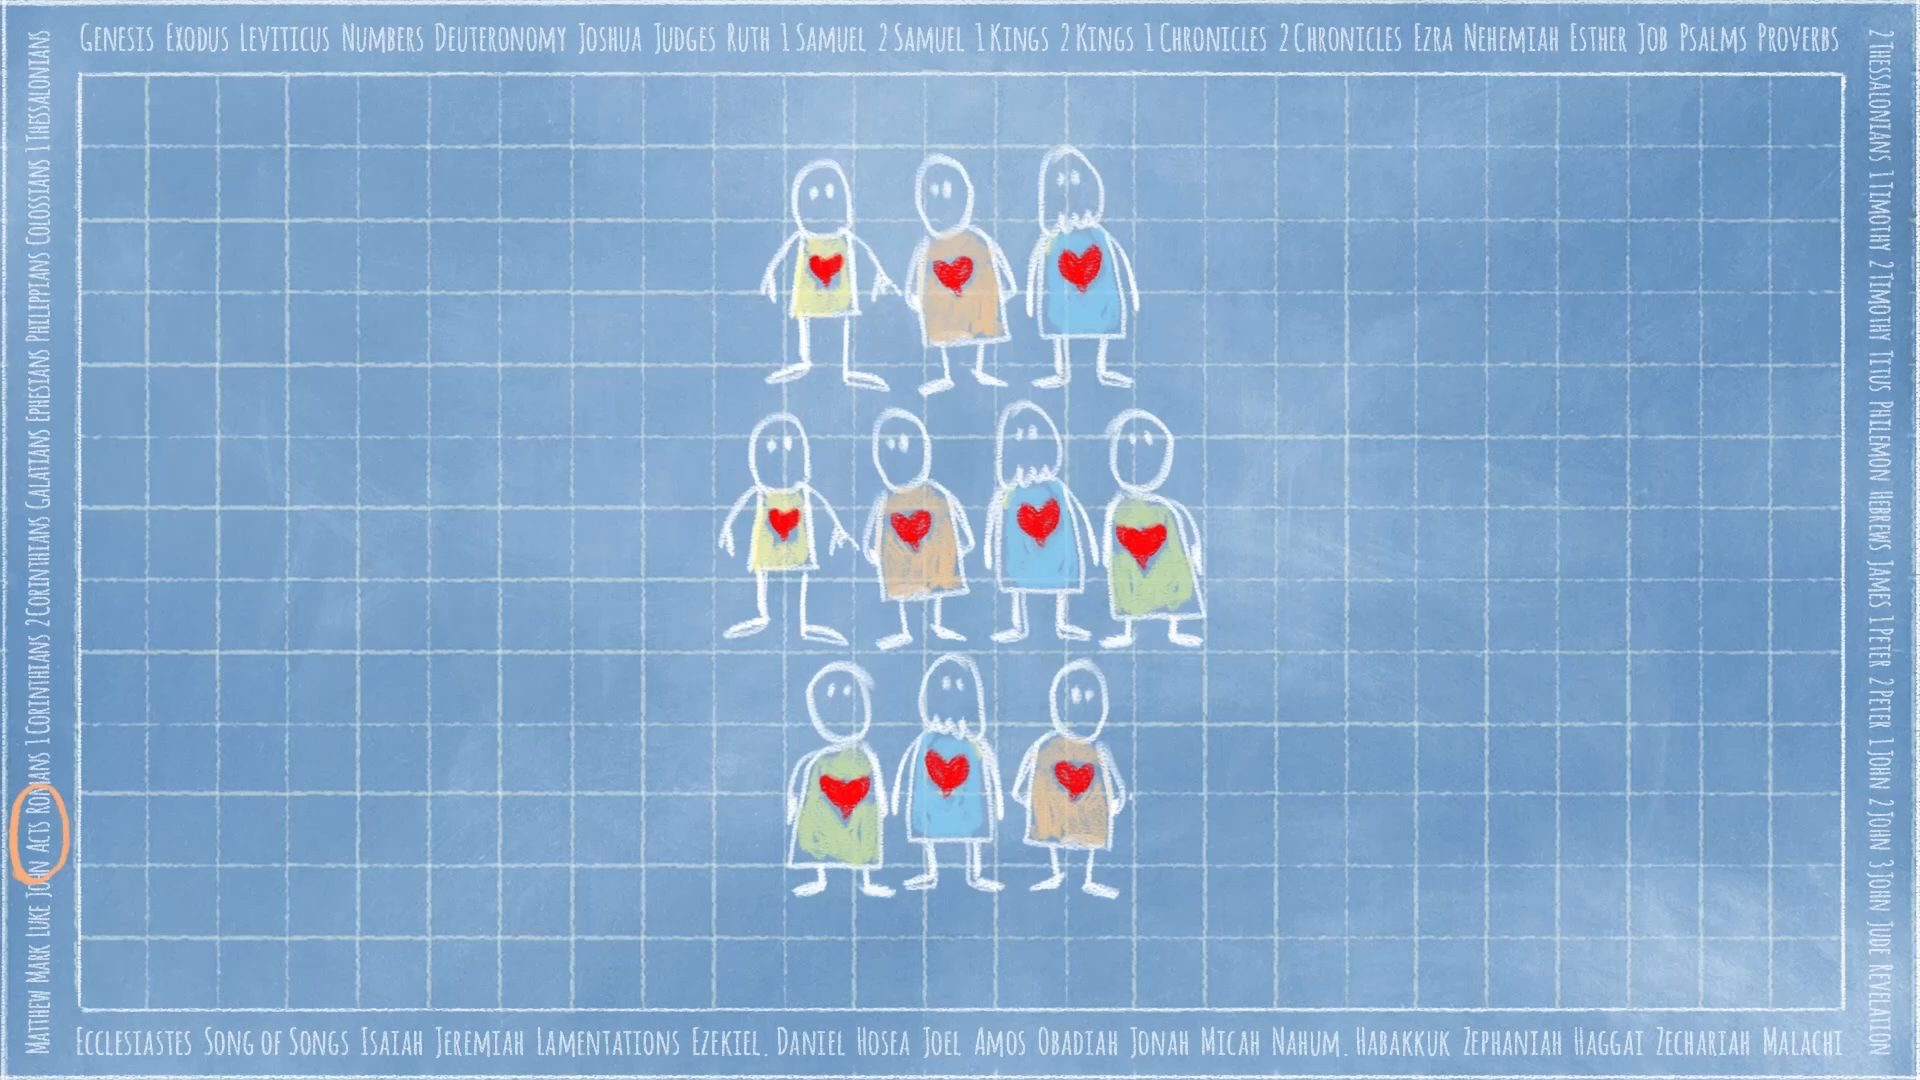 Genesis Exodus Leviticus Numbers Deuteronomy Joshua Judges Ruth 1 Samuel 2 Samuel 1 Kings 2 Kings 1 Chronicles 2 Chronicles Ezra Nehemiah Esther Job Psalms Proverbs
Ecclesiastes Song of Songs Isaiah Jeremiah Lamentations Ezekiel. Daniel Hosea Joel Amos Obadiah Jonah Micah Nahum. Habakkuk Zephaniah Haggai Zechariah Malachi
Matthew Mark Luke John Acts Romans 1 Corinthians 2 Corinthians Galatians Ephesians Philippians Colossians 1 Thessalonians
2 Thessalonians 1 Timothy 2 Timothy Titus Philemon Hebrews James 1 Peter 2 Peter 1 John 2 John 3 John Jude Revelation